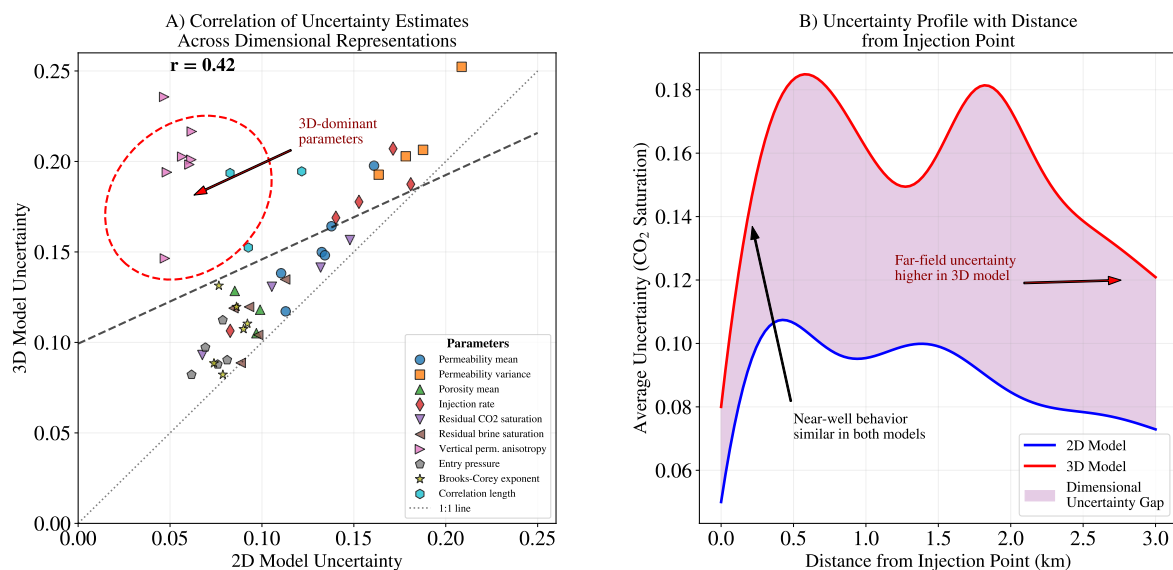 A) Correlation of Uncertainty Estimates
Across Dimensional Representations
r = 0.42
3D-dominant
parameters
3D Model Uncertainty
0.25
0.20
0.15
0.10
0.05
0.00
0.00
0.05
0.10
0.15
0.20
0.25
2D Model Uncertainty
Parameters
Permeability mean
Permeability variance
Porosity mean
Injection rate
Residual CO2 saturation
Residual brine saturation
Vertical perm. anisotropy
Entry pressure
Brooks-Corey exponent
Correlation length
1:1 line
B) Uncertainty Profile with Distance
from Injection Point
Average Uncertainty (CO₂ Saturation)
0.18
0.16
0.14
0.12
0.10
0.08
0.06
Far-field uncertainty
higher in 3D model
Near-well behavior
similar in both models
2D Model
3D Model
Dimensional
Uncertainty Gap
0.0
0.5
1.0
1.5
2.0
2.5
3.0
Distance from Injection Point (km)